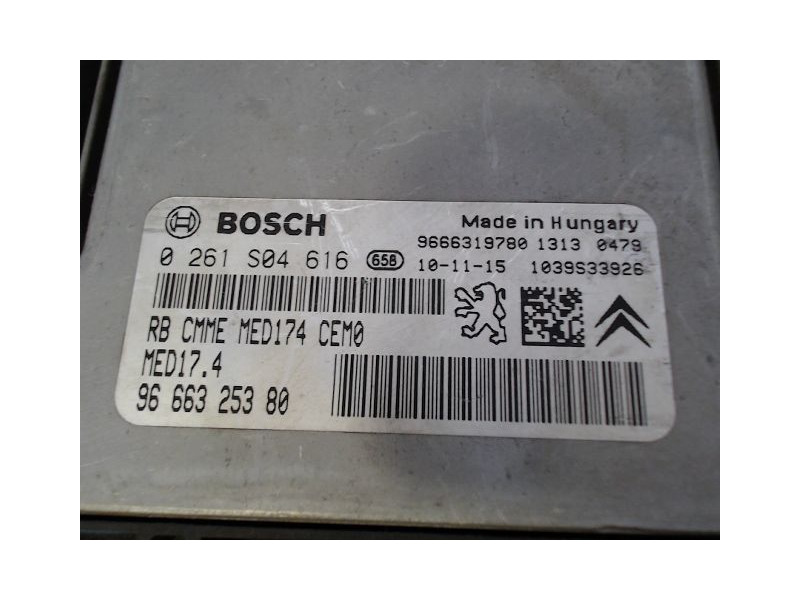 BOSCH
Made in Hungary
9666319780 1313 0479
0 261 S04 616 658 10-11-15 1039S33926
RB CMME MED174 CEM0
MED17.4
96 663 253 80